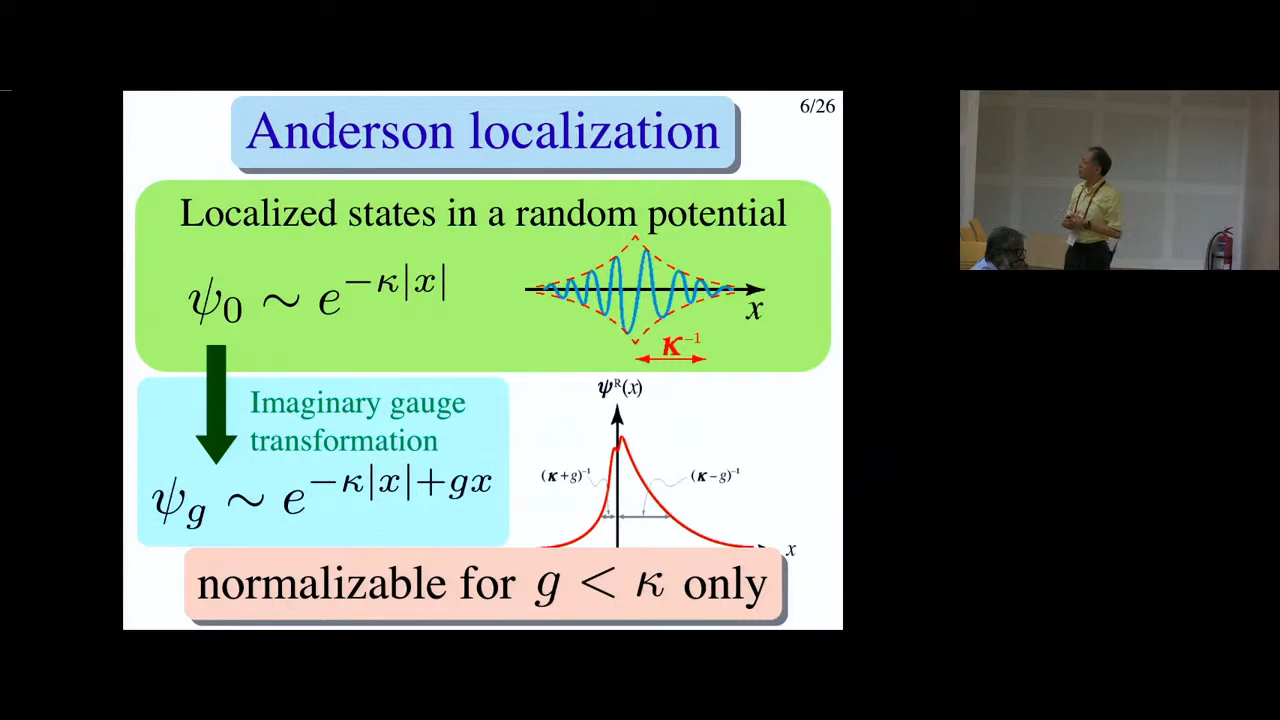 6/26
Anderson localization
Localized states in a random potential
ψ₀ ∼ e^{−κ|x|}
x
κ⁻¹
Imaginary gauge
transformation
ψ_g ∼ e^{−κ|x|+gx}
ψᴿ(x)
(κ+g)⁻¹
(κ−g)⁻¹
x
normalizable for g < κ only